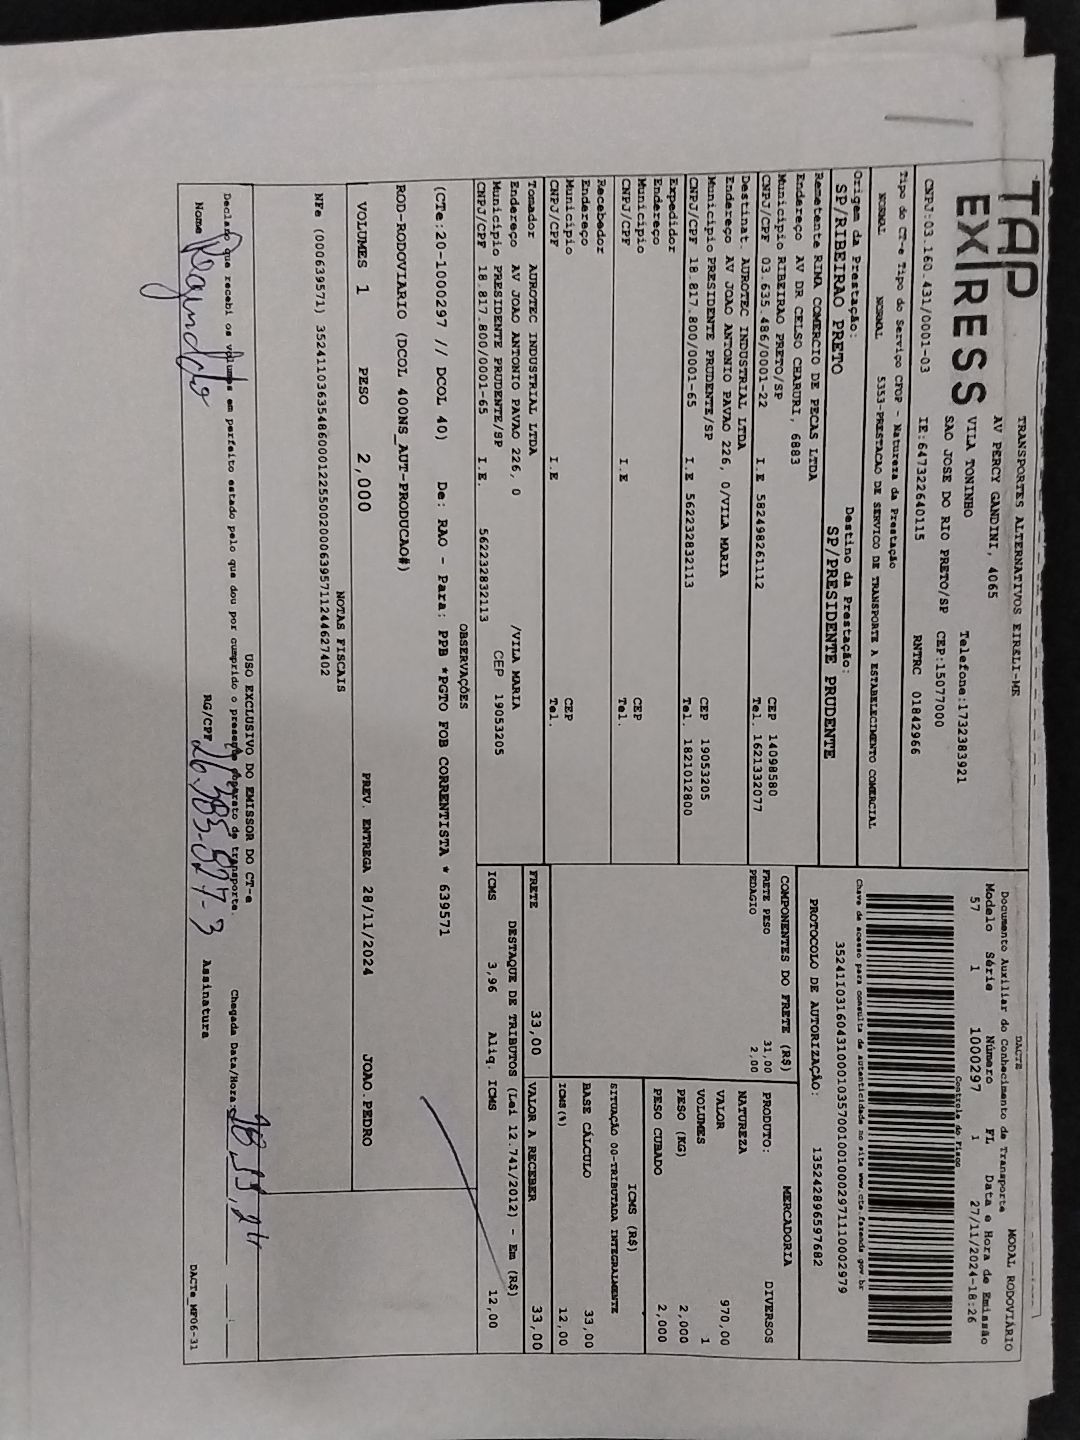 TAP
EXPRESS
CNPJ:03.160.431/0001-03
TRANSPORTES ALTERNATIVOS EIRELI-ME
AV PERCY GANDINI, 4065
VILA TONINHO Telefone:1732383921
SAO JOSE DO RIO PRETO/SP CEP:15077000
IE:647322640115 RNTRC 01842966
DACTE MODAL RODOVIÁRIO
Documento Auxiliar do Conhecimento de Transporte
Modelo Série Número FL Data e Hora de Emissão
57 1 1000297 1 27/11/2024-18:26
Controle do Fisco
Chave de acesso para consulta de autenticidade no site www.cte.fazenda.gov.br
35241103160431000103570010010002971110002979
PROTOCOLO DE AUTORIZAÇÃO: 135242896597682
Tipo do CT-e Tipo do Serviço CFOP - Natureza da Prestação
NORMAL NORMAL 5353-PRESTACAO DE SERVICO DE TRANSPORTE A ESTABELECIMENTO COMERCIAL
Origem da Prestação: Destino da Prestação:
SP/RIBEIRAO PRETO SP/PRESIDENTE PRUDENTE
Remetente RIMA COMERCIO DE PECAS LTDA
Endereço AV DR CELSO CHARURI, 6883
Município RIBEIRAO PRETO/SP CEP 14098580
CNPJ/CPF 03.635.486/0001-22 I.E 582498261112 Tel. 1621332077
Destinat. AUROTEC INDUSTRIAL LTDA
Endereço AV JOAO ANTONIO PAVAO 226, 0/VILA MARIA
Município PRESIDENTE PRUDENTE/SP CEP 19053205
CNPJ/CPF 18.817.800/0001-65 I.E 562232832113 Tel. 1821012800
Expedidor
Endereço
Município CEP
CNPJ/CPF I.E Tel.
Recebedor
Endereço
Município CEP
CNPJ/CPF I.E Tel.
Tomador AUROTEC INDUSTRIAL LTDA
Endereço AV JOAO ANTONIO PAVAO 226, 0 /VILA MARIA
Município PRESIDENTE PRUDENTE/SP CEP 19053205
CNPJ/CPF 18.817.800/0001-65 I.E. 562232832113
COMPONENTES DO FRETE (R$)
FRETE PESO 31,00
PEDAGIO 2,00
MERCADORIA
PRODUTO: DIVERSOS
NATUREZA
VALOR 970,00
VOLUMES 1
PESO (KG) 2,000
PESO CUBADO 2,000
ICMS (R$)
SITUAÇÃO 00-TRIBUTADA INTEGRALMENTE
BASE CÁLCULO 33,00
ICMS(%) 12,00
FRETE 33,00 VALOR A RECEBER 33,00
DESTAQUE DE TRIBUTOS (Lei 12.741/2012) - Em (R$)
ICMS 3,96 Aliq. ICMS 12,00
OBSERVAÇÕES
(CTe:20-1000297 // DCOL 40) De: RAO - Para: PPB *PGTO FOB CORRENTISTA * 639571
ROD-RODOVIARIO (DCOL 400NS_AUT-PRODUCAO#)
VOLUMES 1 PESO 2,000 PREV. ENTREGA 28/11/2024 JOAO.PEDRO
NOTAS FISCAIS
NFe (000639571) 35241103635486000122550020006395711244627402
USO EXCLUSIVO DO EMISSOR DO CT-e
Declaro que recebi os volumes em perfeito estado pelo que dou por cumprido o presente contrato de transporte. Chegada Data/Hora:
Nome RG/CPF 26.385.827-3 Assinatura
DACTe_MP06-31